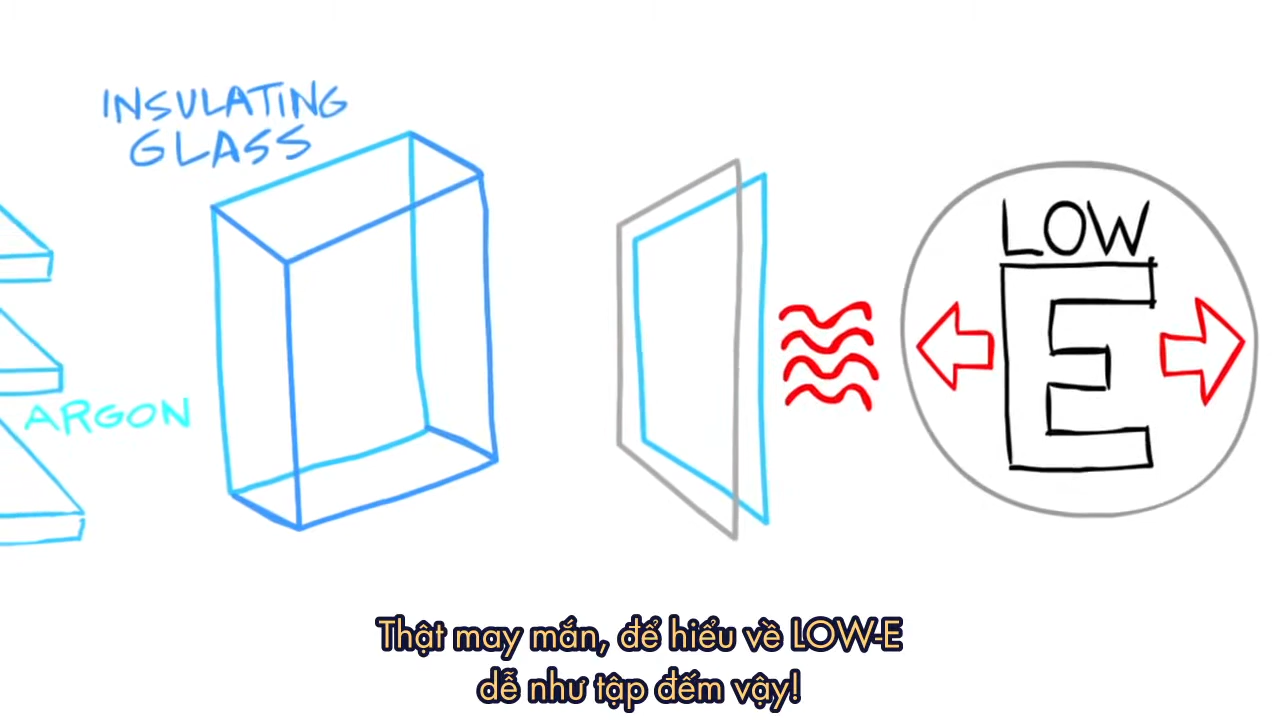 INSULATING
GLASS
ARGON
LOW
E
Thật may mắn, để hiểu về LOW-E
dễ như tập đếm vậy!